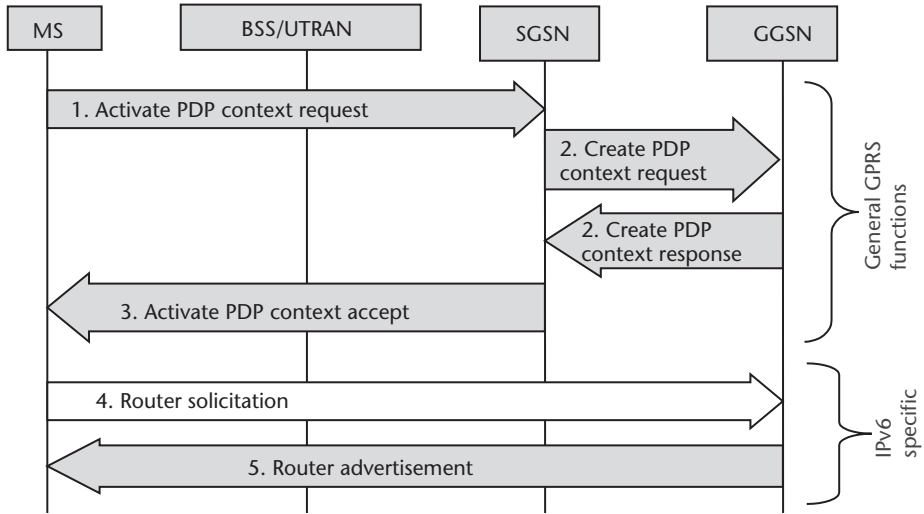 MS
BSS/UTRAN
SGSN
GGSN
1. Activate PDP context request
2. Create PDP
context request
2. Create PDP
context response
3. Activate PDP context accept
General GPRS
functions
4. Router solicitation
5. Router advertisement
IPv6
specific